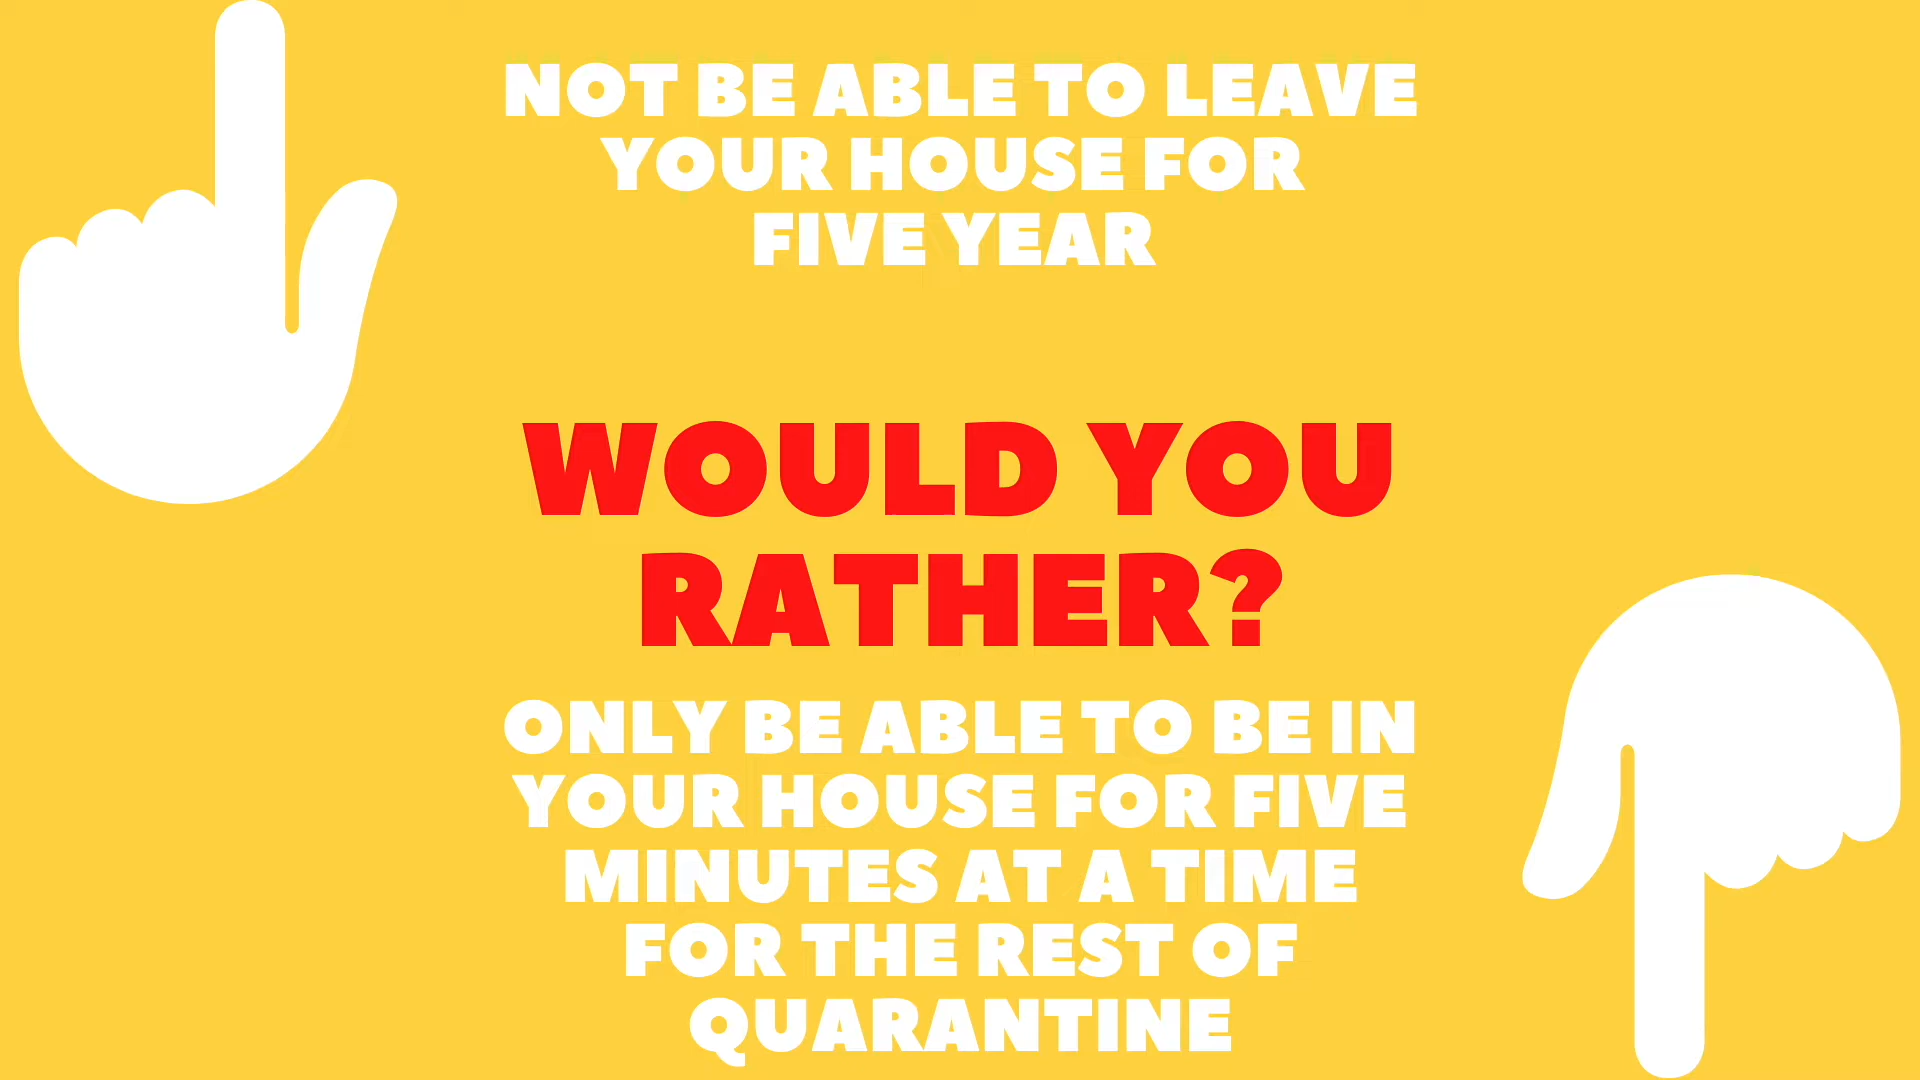 NOT BE ABLE TO LEAVE
YOUR HOUSE FOR
FIVE YEAR
WOULD YOU
RATHER?
ONLY BE ABLE TO BE IN
YOUR HOUSE FOR FIVE
MINUTES AT A TIME
FOR THE REST OF
QUARANTINE